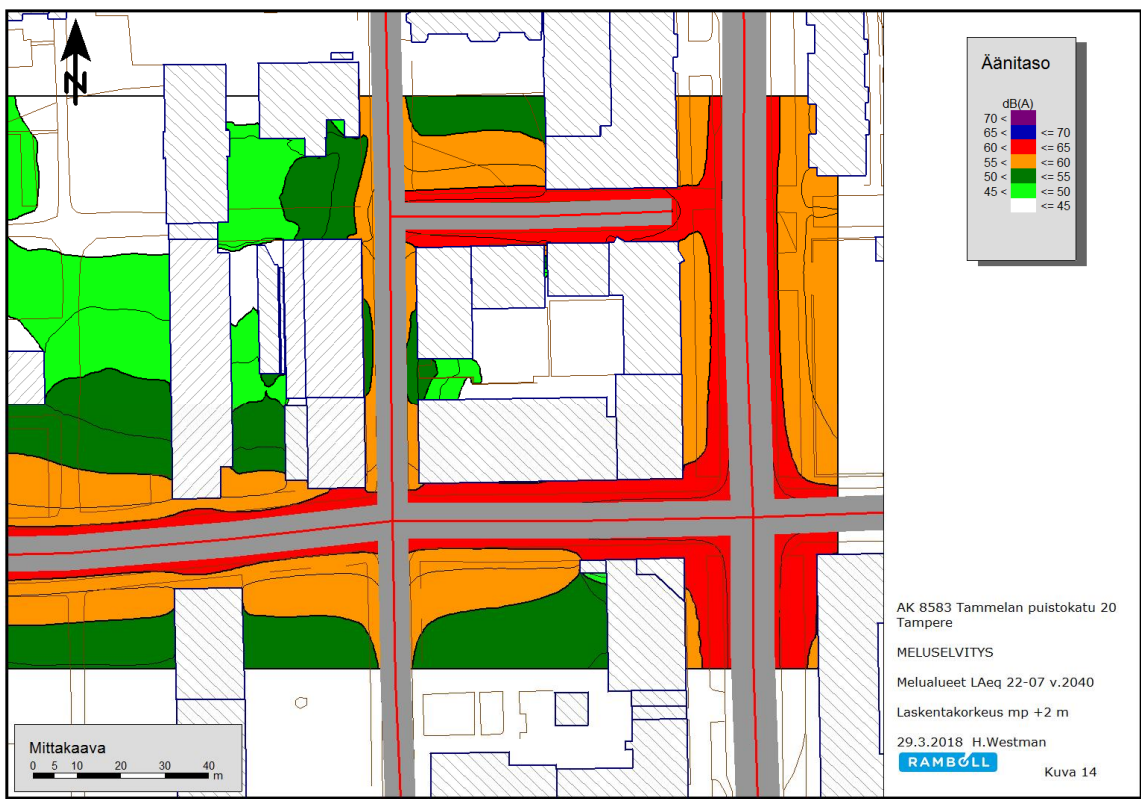 N
Äänitaso
dB(A)
70 <
65 < <= 70
60 < <= 65
55 < <= 60
50 < <= 55
45 < <= 50
<= 45
AK 8583 Tammelan puistokatu 20
Tampere
MELUSELVITYS
Melualueet LAeq 22-07 v.2040
Laskentakorkeus mp +2 m
29.3.2018 H.Westman
RAMBOLL
Kuva 14
Mittakaava
0 5 10 20 30 40
m